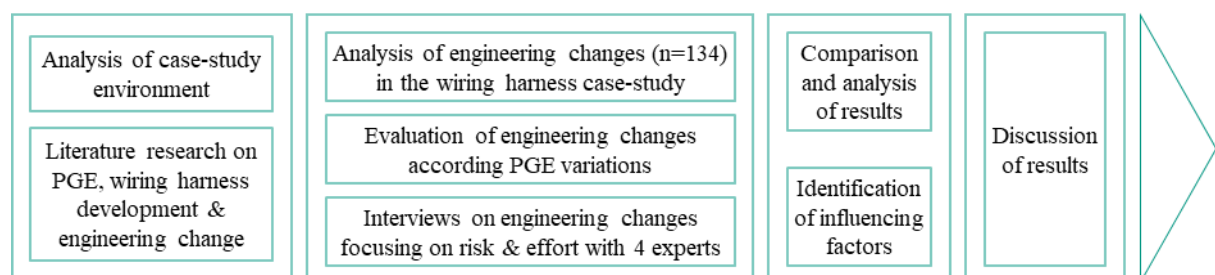 Analysis of case-study
environment
Literature research on
PGE, wiring harness
development &
engineering change
Analysis of engineering changes (n=134)
in the wiring harness case-study
Evaluation of engineering changes
according PGE variations
Interviews on engineering changes
focusing on risk & effort with 4 experts
Comparison
and analysis
of results
Identification
of influencing
factors
Discussion
of results